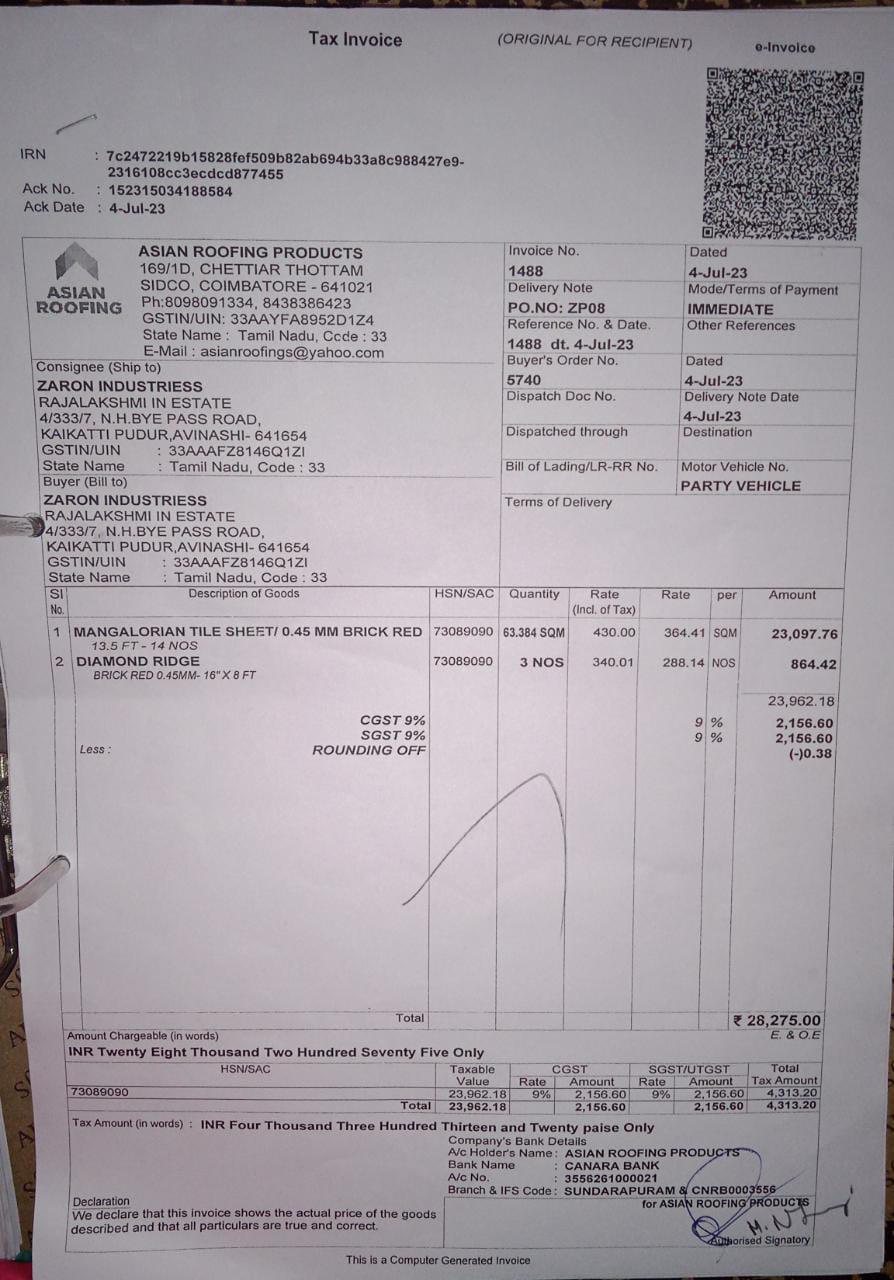 Tax Invoice
(ORIGINAL FOR RECIPIENT)
e-Invoice
IRN : 7c2472219b15828fef509b82ab694b33a8c988427e9-
2316108cc3ecdcd877455
Ack No. : 152315034188584
Ack Date : 4-Jul-23
ASIAN
ROOFING
ASIAN ROOFING PRODUCTS
169/1D, CHETTIAR THOTTAM
SIDCO, COIMBATORE - 641021
Ph:8098091334, 8438386423
GSTIN/UIN: 33AAYFA8952D1Z4
State Name : Tamil Nadu, Code : 33
E-Mail : asianroofings@yahoo.com
Invoice No.
1488
Dated
4-Jul-23
Delivery Note
PO.NO: ZP08
Mode/Terms of Payment
IMMEDIATE
Reference No. & Date.
1488 dt. 4-Jul-23
Other References
Buyer's Order No.
5740
Dated
4-Jul-23
Dispatch Doc No.
Delivery Note Date
4-Jul-23
Dispatched through
Destination
Bill of Lading/LR-RR No.
Motor Vehicle No.
PARTY VEHICLE
Terms of Delivery
Consignee (Ship to)
ZARON INDUSTRIESS
RAJALAKSHMI IN ESTATE
4/333/7, N.H.BYE PASS ROAD,
KAIKATTI PUDUR,AVINASHI- 641654
GSTIN/UIN : 33AAAFZ8146Q1ZI
State Name : Tamil Nadu, Code : 33
Buyer (Bill to)
ZARON INDUSTRIESS
RAJALAKSHMI IN ESTATE
4/333/7, N.H.BYE PASS ROAD,
KAIKATTI PUDUR,AVINASHI- 641654
GSTIN/UIN : 33AAAFZ8146Q1ZI
State Name : Tamil Nadu, Code : 33
Sl No. Description of Goods HSN/SAC Quantity Rate (Incl. of Tax) Rate per Amount
1 MANGALORIAN TILE SHEET/ 0.45 MM BRICK RED 73089090 63.384 SQM 430.00 364.41 SQM 23,097.76
13.5 FT - 14 NOS
2 DIAMOND RIDGE 73089090 3 NOS 340.01 288.14 NOS 864.42
BRICK RED 0.45MM- 16" X 8 FT
23,962.18
CGST 9% 9 % 2,156.60
SGST 9% 9 % 2,156.60
Less : ROUNDING OFF (-)0.38
Total ₹ 28,275.00
Amount Chargeable (in words) E. & O.E
INR Twenty Eight Thousand Two Hundred Seventy Five Only
HSN/SAC Taxable Value CGST Rate Amount SGST/UTGST Rate Amount Total Tax Amount
73089090 23,962.18 9% 2,156.60 9% 2,156.60 4,313.20
Total 23,962.18 2,156.60 2,156.60 4,313.20
Tax Amount (in words) : INR Four Thousand Three Hundred Thirteen and Twenty paise Only
Company's Bank Details
A/c Holder's Name : ASIAN ROOFING PRODUCTS
Bank Name : CANARA BANK
A/c No. : 3556261000021
Branch & IFS Code : SUNDARAPURAM & CNRB0003556
Declaration
We declare that this invoice shows the actual price of the goods
described and that all particulars are true and correct.
for ASIAN ROOFING PRODUCTS
Authorised Signatory
This is a Computer Generated Invoice